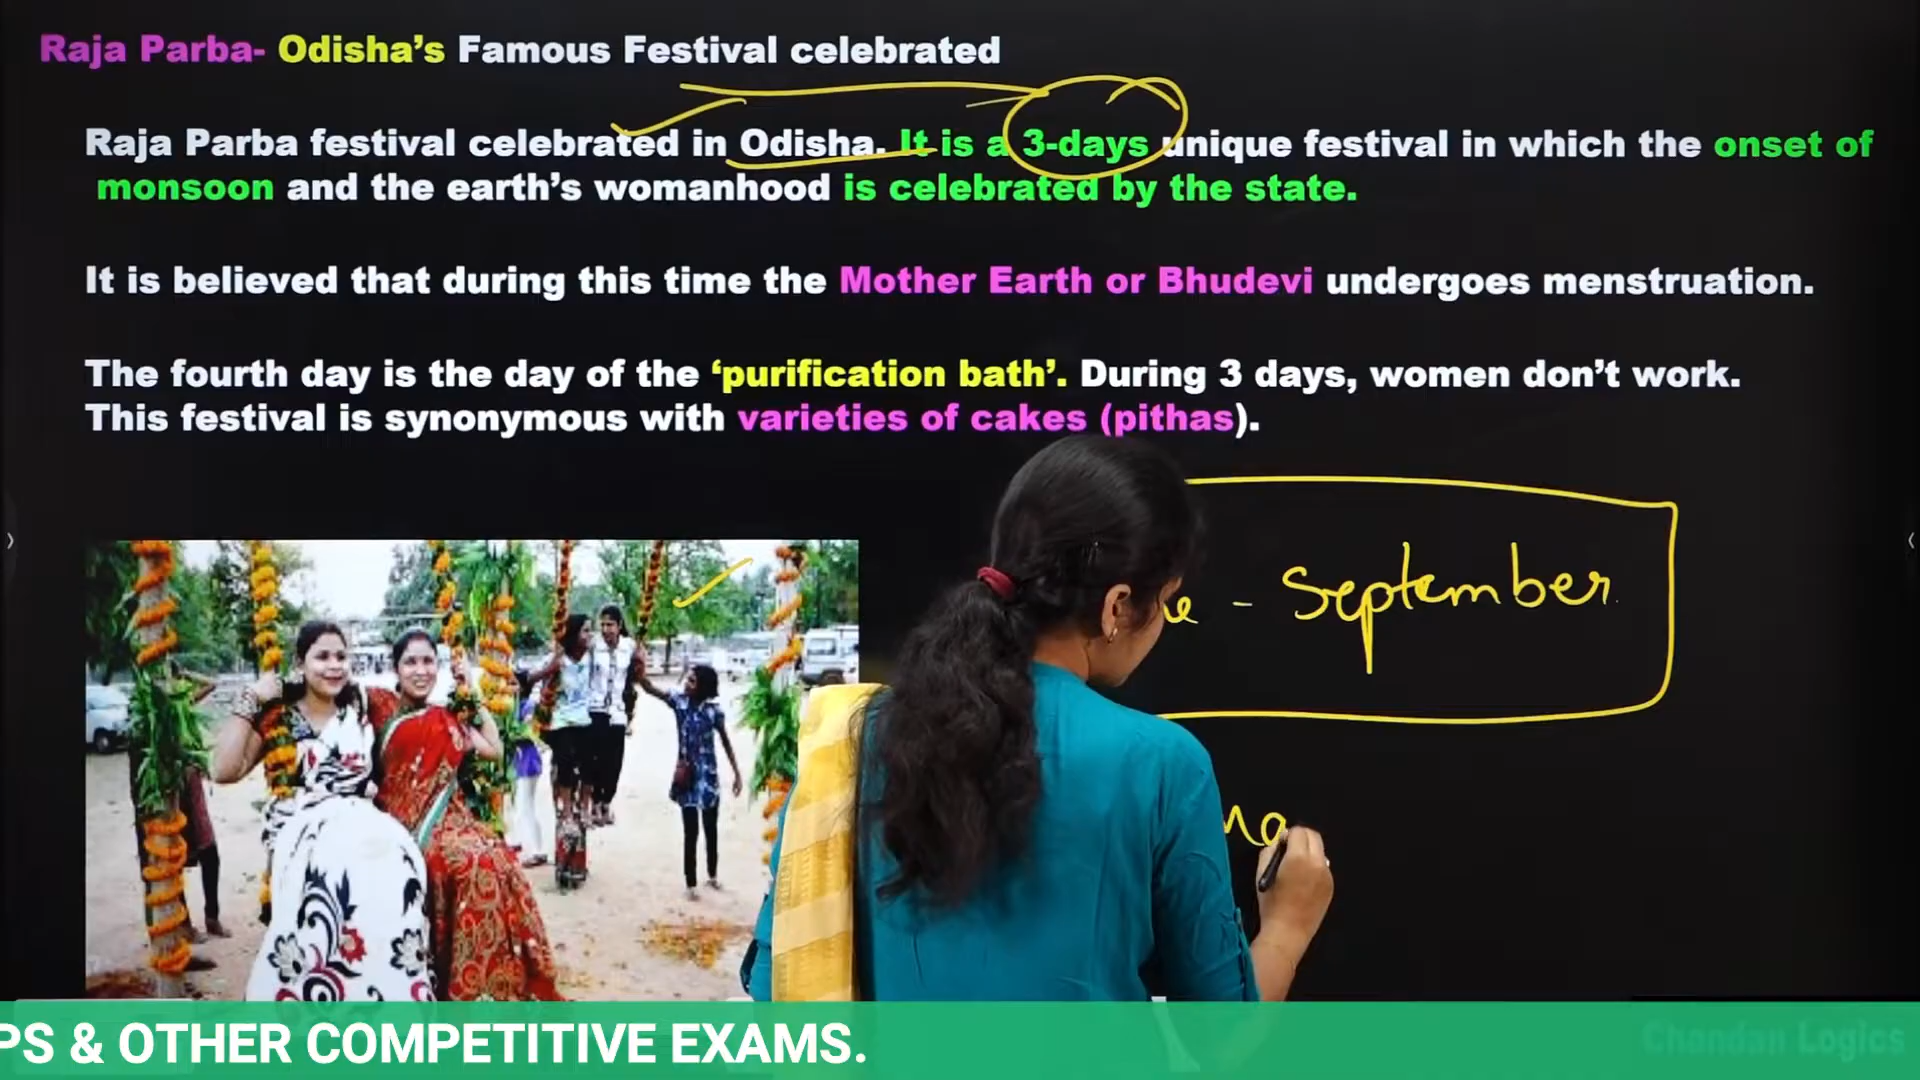 Raja Parba- Odisha's Famous Festival celebrated
Raja Parba festival celebrated in Odisha. It is a 3-days unique festival in which the onset of
monsoon and the earth's womanhood is celebrated by the state.
It is believed that during this time the Mother Earth or Bhudevi undergoes menstruation.
The fourth day is the day of the ‘purification bath’. During 3 days, women don't work.
This festival is synonymous with varieties of cakes (pithas).
- September
PS & OTHER COMPETITIVE EXAMS.
Chandan Logics